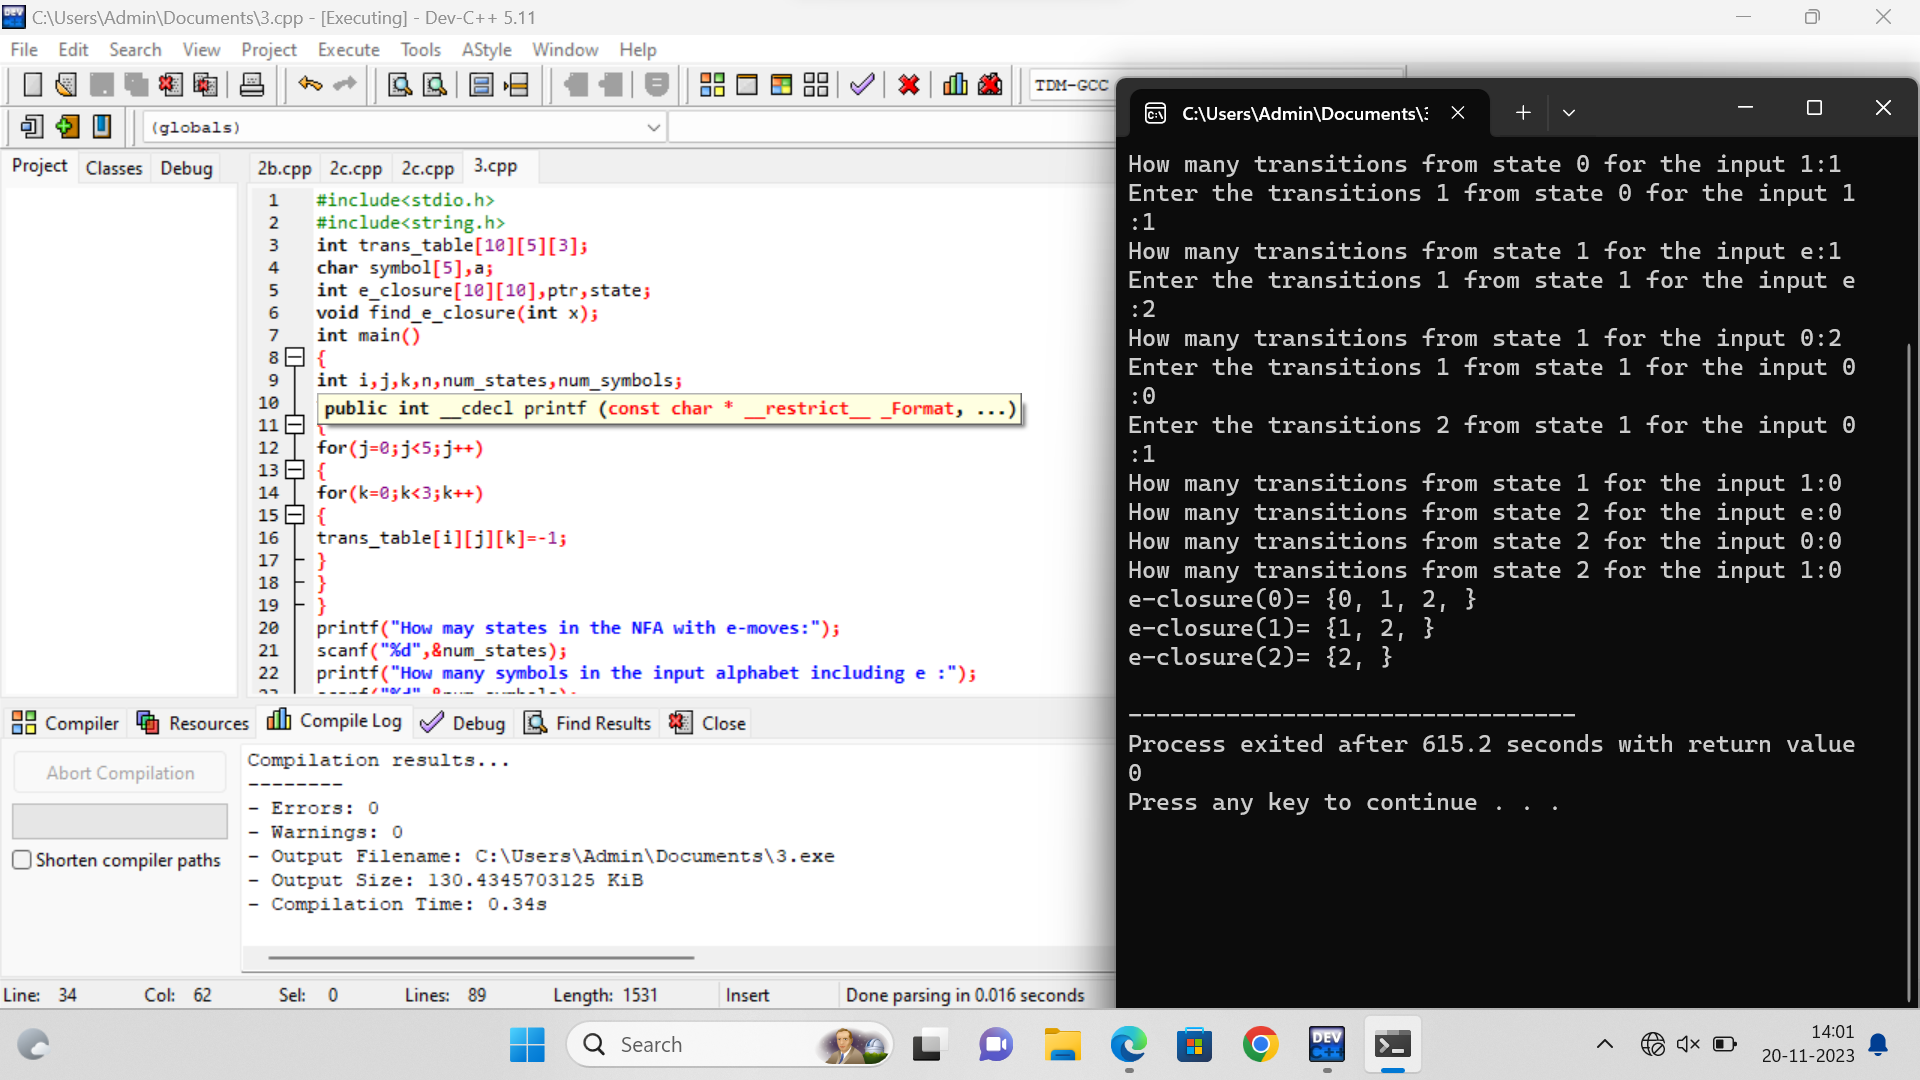 C:\Users\Admin\Documents\3.cpp - [Executing] - Dev-C++ 5.11
File Edit Search View Project Execute Tools AStyle Window Help
TDM-GCC
(globals)
Project Classes Debug
2b.cpp 2c.cpp 2c.cpp 3.cpp
1 #include<stdio.h>
2 #include<string.h>
3 int trans_table[10][5][3];
4 char symbol[5],a;
5 int e_closure[10][10],ptr,state;
6 void find_e_closure(int x);
7 int main()
8 {
9 int i,j,k,n,num_states,num_symbols;
10
public int __cdecl printf (const char * __restrict__ _Format, ...)
11 {
12 for(j=0;j<5;j++)
13 {
14 for(k=0;k<3;k++)
15 {
16 trans_table[i][j][k]=-1;
17 }
18 }
19 }
20 printf("How may states in the NFA with e-moves:");
21 scanf("%d",&num_states);
22 printf("How many symbols in the input alphabet including e :");
23 scanf("%d",&num_symbols);
Compiler Resources Compile Log Debug Find Results Close
Abort Compilation
Shorten compiler paths
Compilation results...
--------
- Errors: 0
- Warnings: 0
- Output Filename: C:\Users\Admin\Documents\3.exe
- Output Size: 130.4345703125 KiB
- Compilation Time: 0.34s
Line: 34 Col: 62 Sel: 0 Lines: 89 Length: 1531 Insert Done parsing in 0.016 seconds
C:\Users\Admin\Documents\3
How many transitions from state 0 for the input 1:1
Enter the transitions 1 from state 0 for the input 1
:1
How many transitions from state 1 for the input e:1
Enter the transitions 1 from state 1 for the input e
:2
How many transitions from state 1 for the input 0:2
Enter the transitions 1 from state 1 for the input 0
:0
Enter the transitions 2 from state 1 for the input 0
:1
How many transitions from state 1 for the input 1:0
How many transitions from state 2 for the input e:0
How many transitions from state 2 for the input 0:0
How many transitions from state 2 for the input 1:0
e-closure(0)= {0, 1, 2, }
e-closure(1)= {1, 2, }
e-closure(2)= {2, }
--------------------------------
Process exited after 615.2 seconds with return value
0
Press any key to continue . . .
Search
DEV C++
14:01
20-11-2023